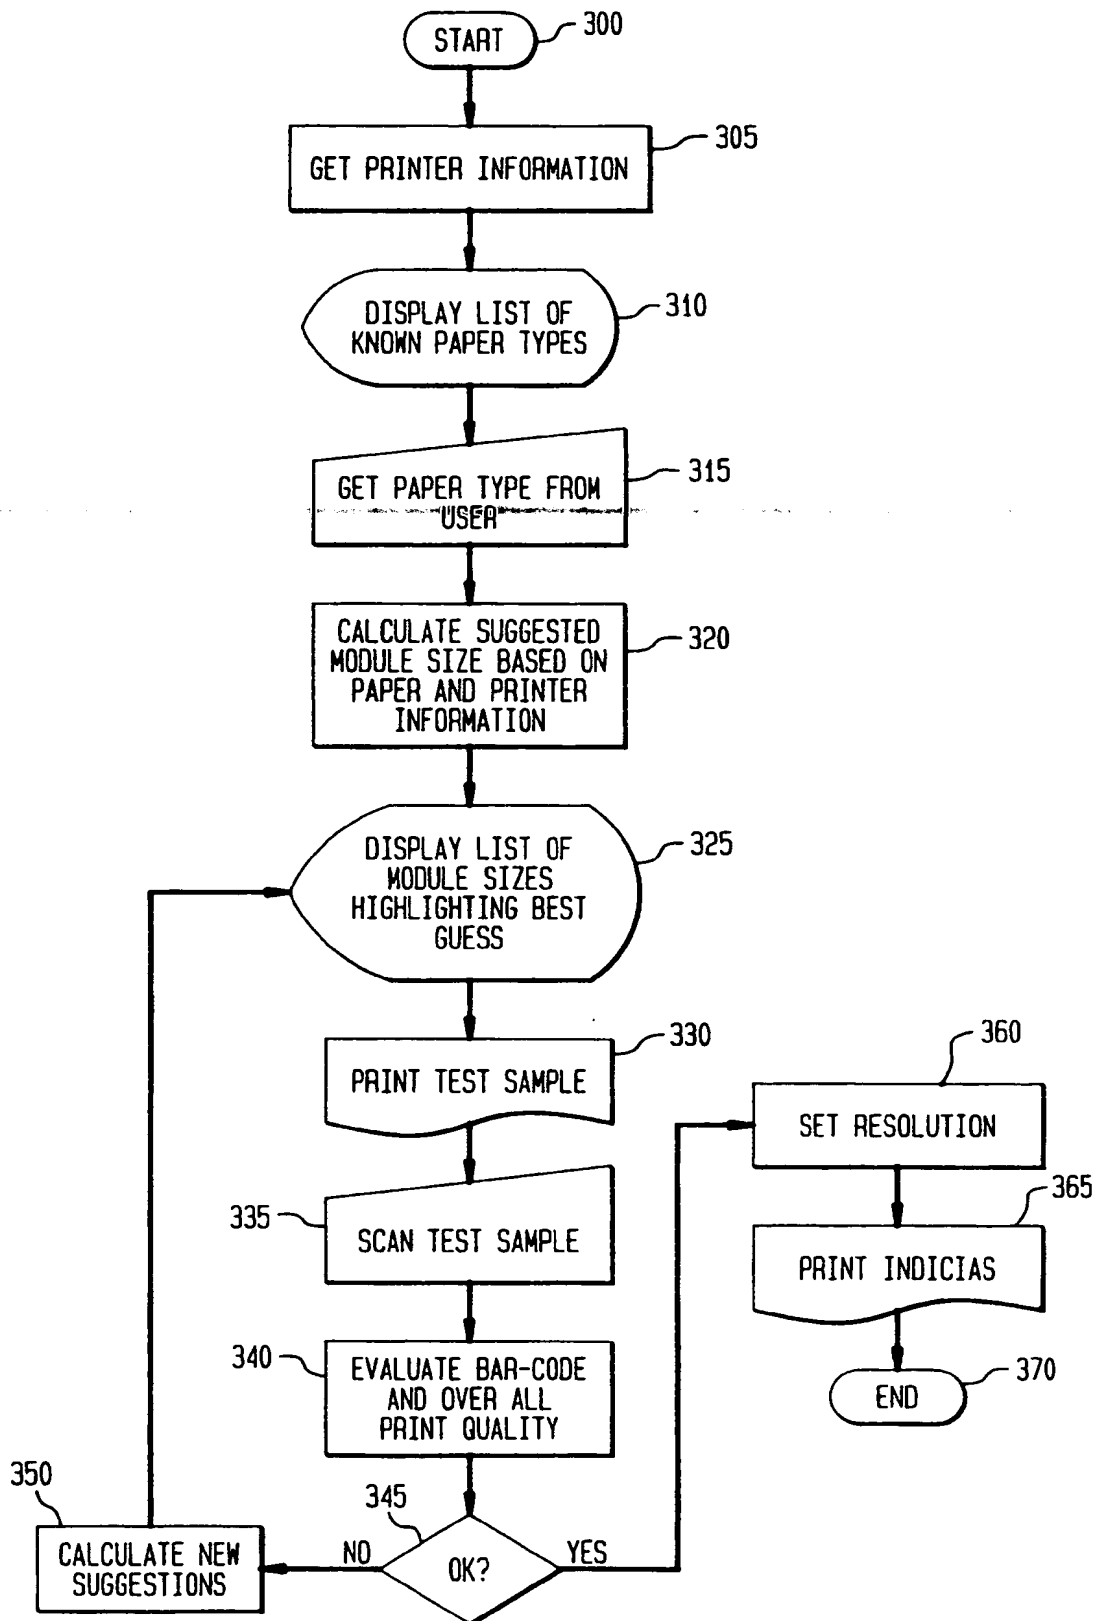 START
300
GET PRINTER INFORMATION
305
DISPLAY LIST OF
KNOWN PAPER TYPES
310
GET PAPER TYPE FROM
USER
315
CALCULATE SUGGESTED
MODULE SIZE BASED ON
PAPER AND PRINTER
INFORMATION
320
DISPLAY LIST OF
MODULE SIZES
HIGHLIGHTING BEST
GUESS
325
PRINT TEST SAMPLE
330
335
SCAN TEST SAMPLE
340
EVALUATE BAR-CODE
AND OVER ALL
PRINT QUALITY
345
OK?
NO
YES
350
CALCULATE NEW
SUGGESTIONS
360
SET RESOLUTION
365
PRINT INDICIAS
END
370